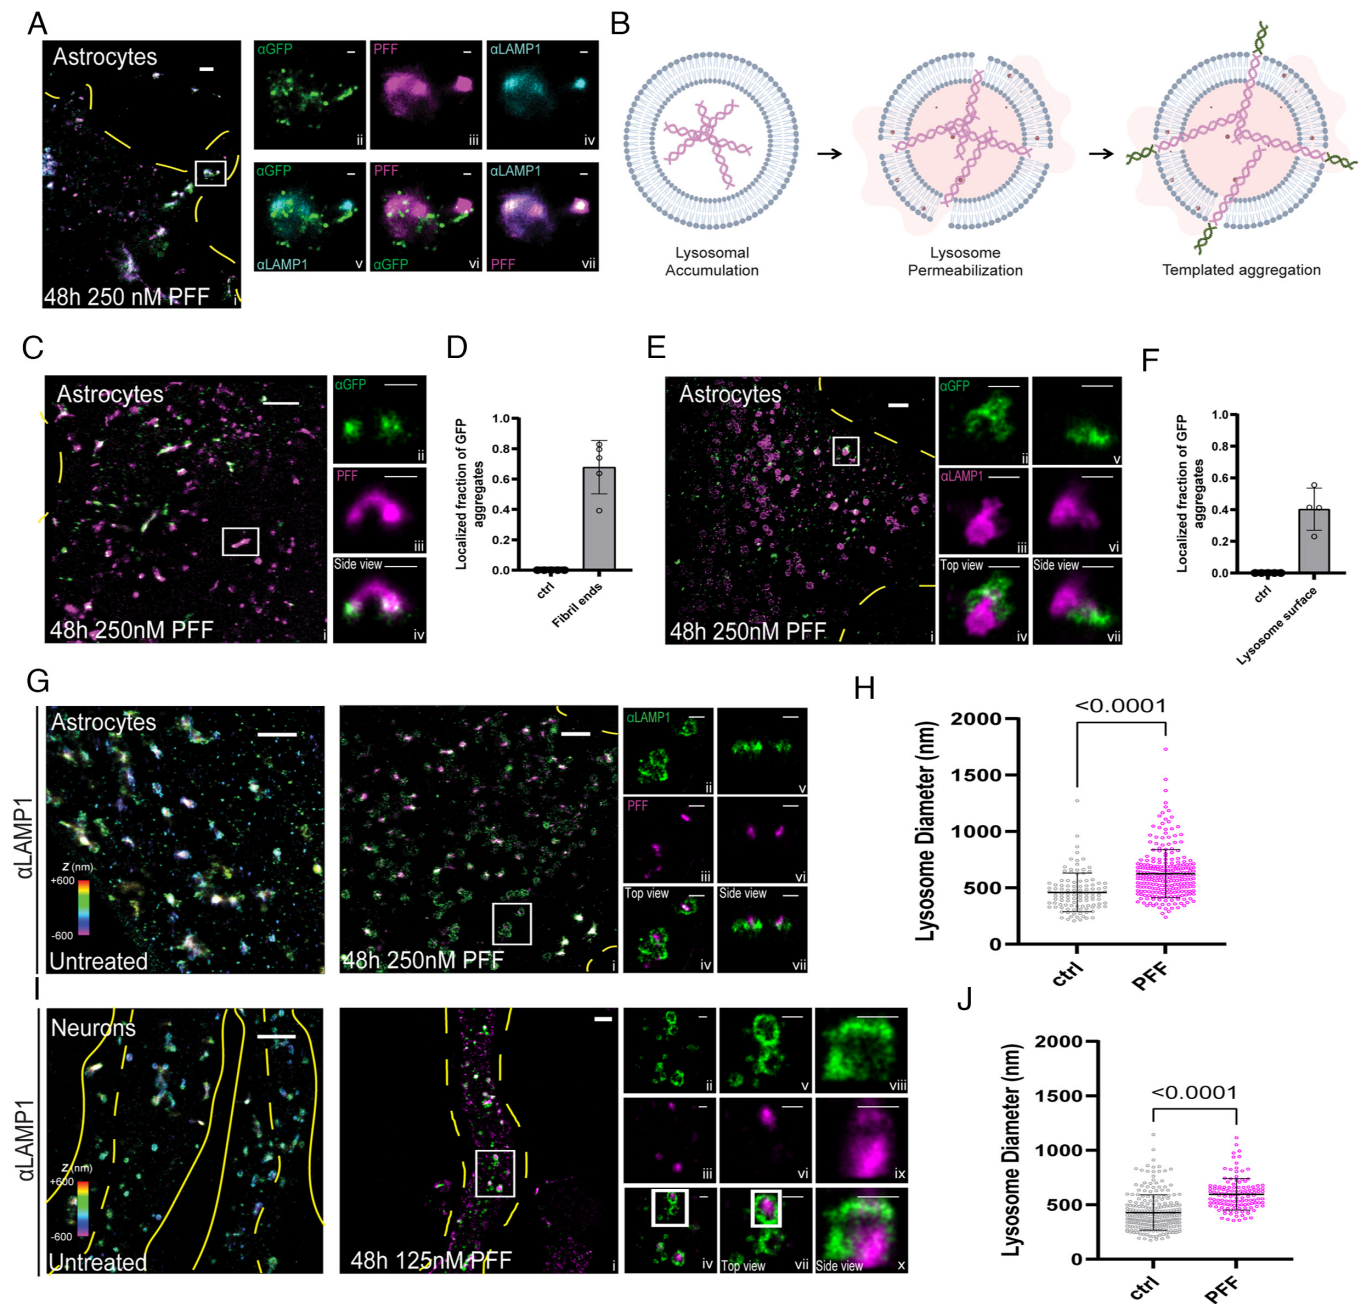 A
Astrocytes
48h 250 nM PFF
i
αGFP
ii
PFF
iii
αLAMP1
iv
αGFP
αLAMP1
v
PFF
αGFP
vi
αLAMP1
PFF
vii
B
Lysosomal
Accumulation
Lysosome
Permeabilization
Templated aggregation
C
Astrocytes
48h 250nM PFF
i
αGFP
ii
PFF
iii
Side view
iv
D
Localized fraction of GFP
aggregates
1.0
0.8
0.6
0.4
0.2
0.0
ctrl
Fibril ends
E
Astrocytes
48h 250nM PFF
i
αGFP
ii
v
αLAMP1
iii
vi
Top view
iv
Side view
vii
F
Localized fraction of GFP
aggregates
1.0
0.8
0.6
0.4
0.2
0.0
ctrl
Lysosome surface
G
αLAMP1
Astrocytes
z (nm)
+600
-600
Untreated
48h 250nM PFF
i
αLAMP1
ii
v
PFF
iii
vi
Top view
iv
Side view
vii
H
<0.0001
Lysosome Diameter (nm)
2000
1500
1000
500
0
ctrl
PFF
I
αLAMP1
Neurons
z (nm)
+600
-600
Untreated
48h 125nM PFF
i
ii
v
viii
iii
vi
ix
iv
Top view
vii
Side view
x
J
<0.0001
Lysosome Diameter (nm)
2000
1500
1000
500
0
ctrl
PFF